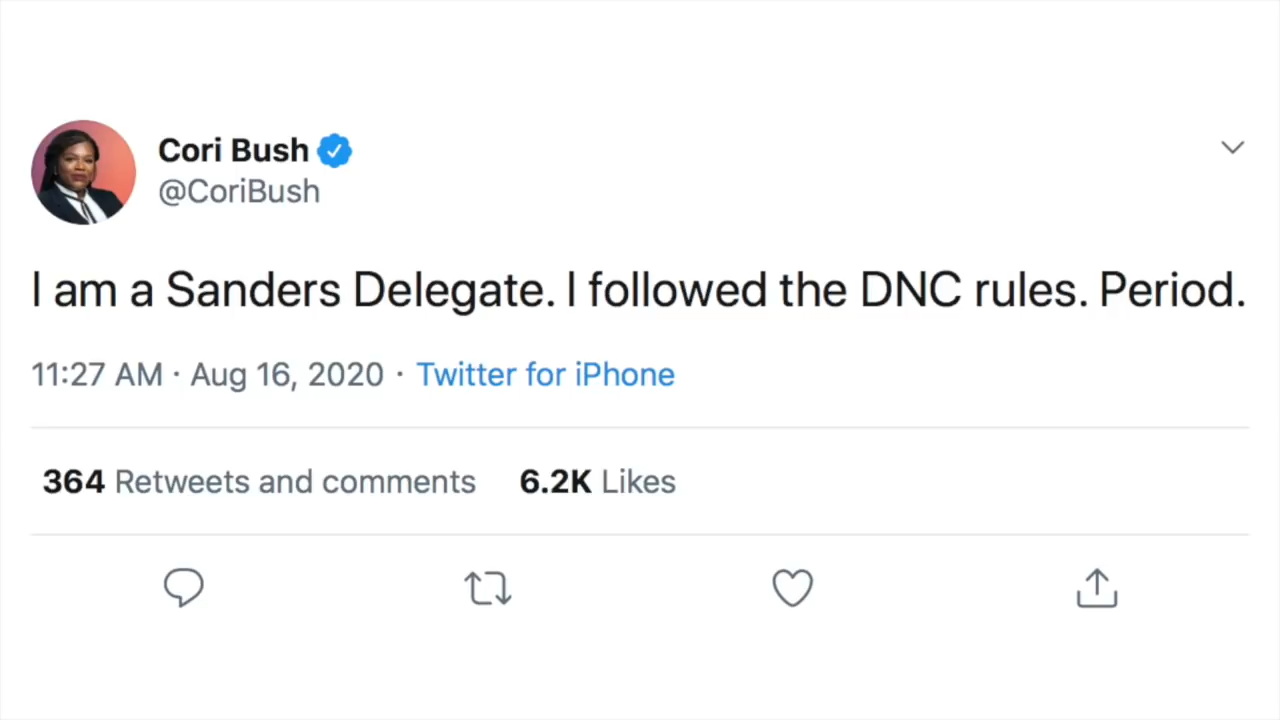 Cori Bush
@CoriBush
I am a Sanders Delegate. I followed the DNC rules. Period.
11:27 AM · Aug 16, 2020 · Twitter for iPhone
364 Retweets and comments 6.2K Likes